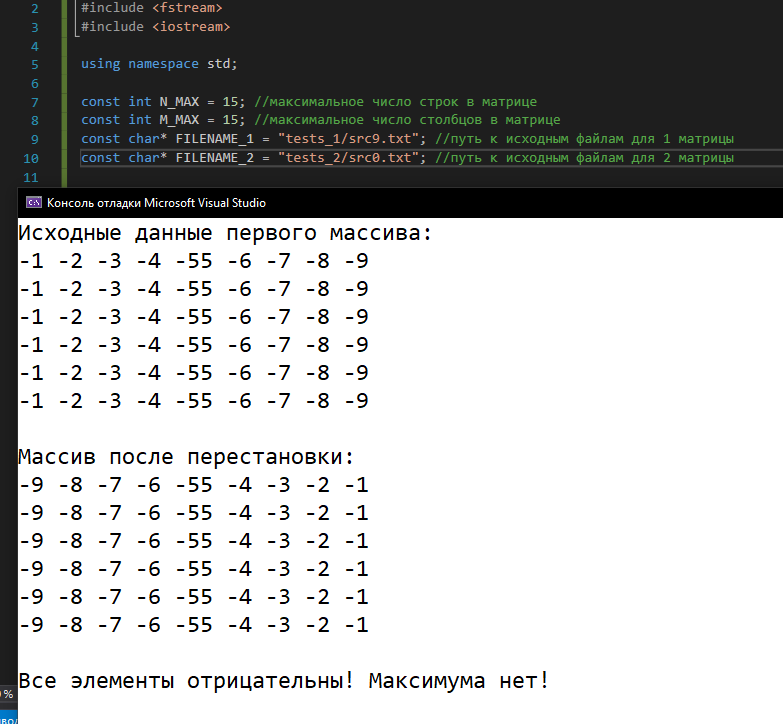 2 #include <fstream>
3 #include <iostream>
4
5 using namespace std;
6
7 const int N_MAX = 15; //максимальное число строк в матрице
8 const int M_MAX = 15; //максимальное число столбцов в матрице
9 const char* FILENAME_1 = "tests_1/src9.txt"; //путь к исходным файлам для 1 матрицы
10 const char* FILENAME_2 = "tests_2/src0.txt"; //путь к исходным файлам для 2 матрицы
11
Консоль отладки Microsoft Visual Studio
Исходные данные первого массива:
-1 -2 -3 -4 -55 -6 -7 -8 -9
-1 -2 -3 -4 -55 -6 -7 -8 -9
-1 -2 -3 -4 -55 -6 -7 -8 -9
-1 -2 -3 -4 -55 -6 -7 -8 -9
-1 -2 -3 -4 -55 -6 -7 -8 -9
-1 -2 -3 -4 -55 -6 -7 -8 -9
Массив после перестановки:
-9 -8 -7 -6 -55 -4 -3 -2 -1
-9 -8 -7 -6 -55 -4 -3 -2 -1
-9 -8 -7 -6 -55 -4 -3 -2 -1
-9 -8 -7 -6 -55 -4 -3 -2 -1
-9 -8 -7 -6 -55 -4 -3 -2 -1
-9 -8 -7 -6 -55 -4 -3 -2 -1
Все элементы отрицательны! Максимума нет!